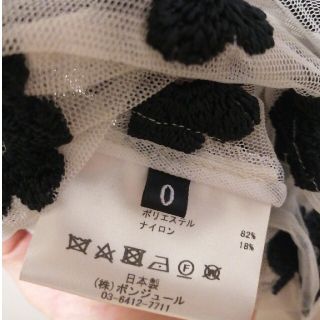 0
ポリエステル 82%
ナイロン 18%
日本製
(株) ボンジュール
03-6412-7711